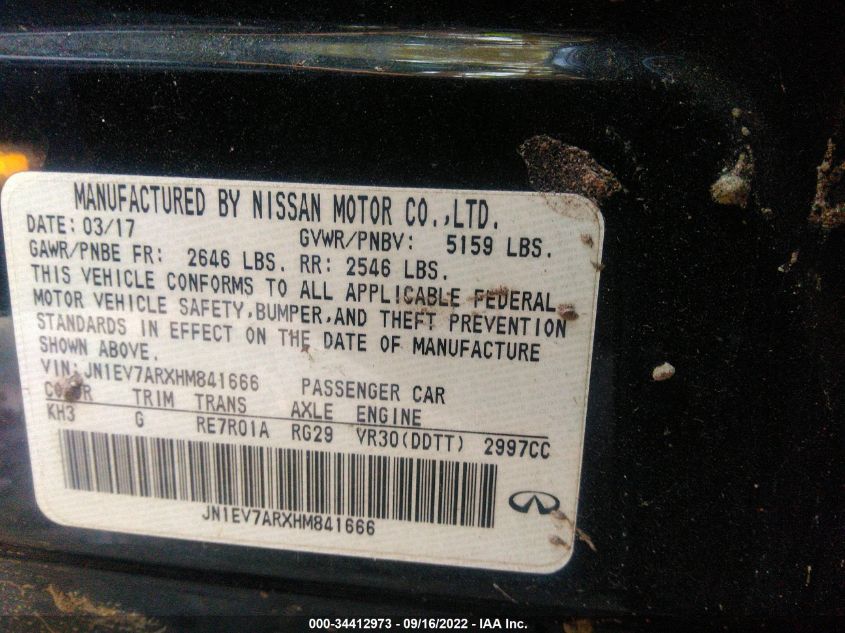 MANUFACTURED BY NISSAN MOTOR CO.,LTD.
DATE: 03/17 GVWR/PNBV: 5159 LBS.
GAWR/PNBE FR: 2646 LBS. RR: 2546 LBS.
THIS VEHICLE CONFORMS TO ALL APPLICABLE FEDERAL
MOTOR VEHICLE SAFETY,BUMPER,AND THEFT PREVENTION
STANDARDS IN EFFECT ON THE DATE OF MANUFACTURE
SHOWN ABOVE.
VIN:JN1EV7ARXHM841666 PASSENGER CAR
COLOR TRIM TRANS AXLE ENGINE
KH3 G RE7R01A RG29 VR30(DDTT) 2997CC
JN1EV7ARXHM841666
000-34412973 - 09/16/2022 - IAA Inc.